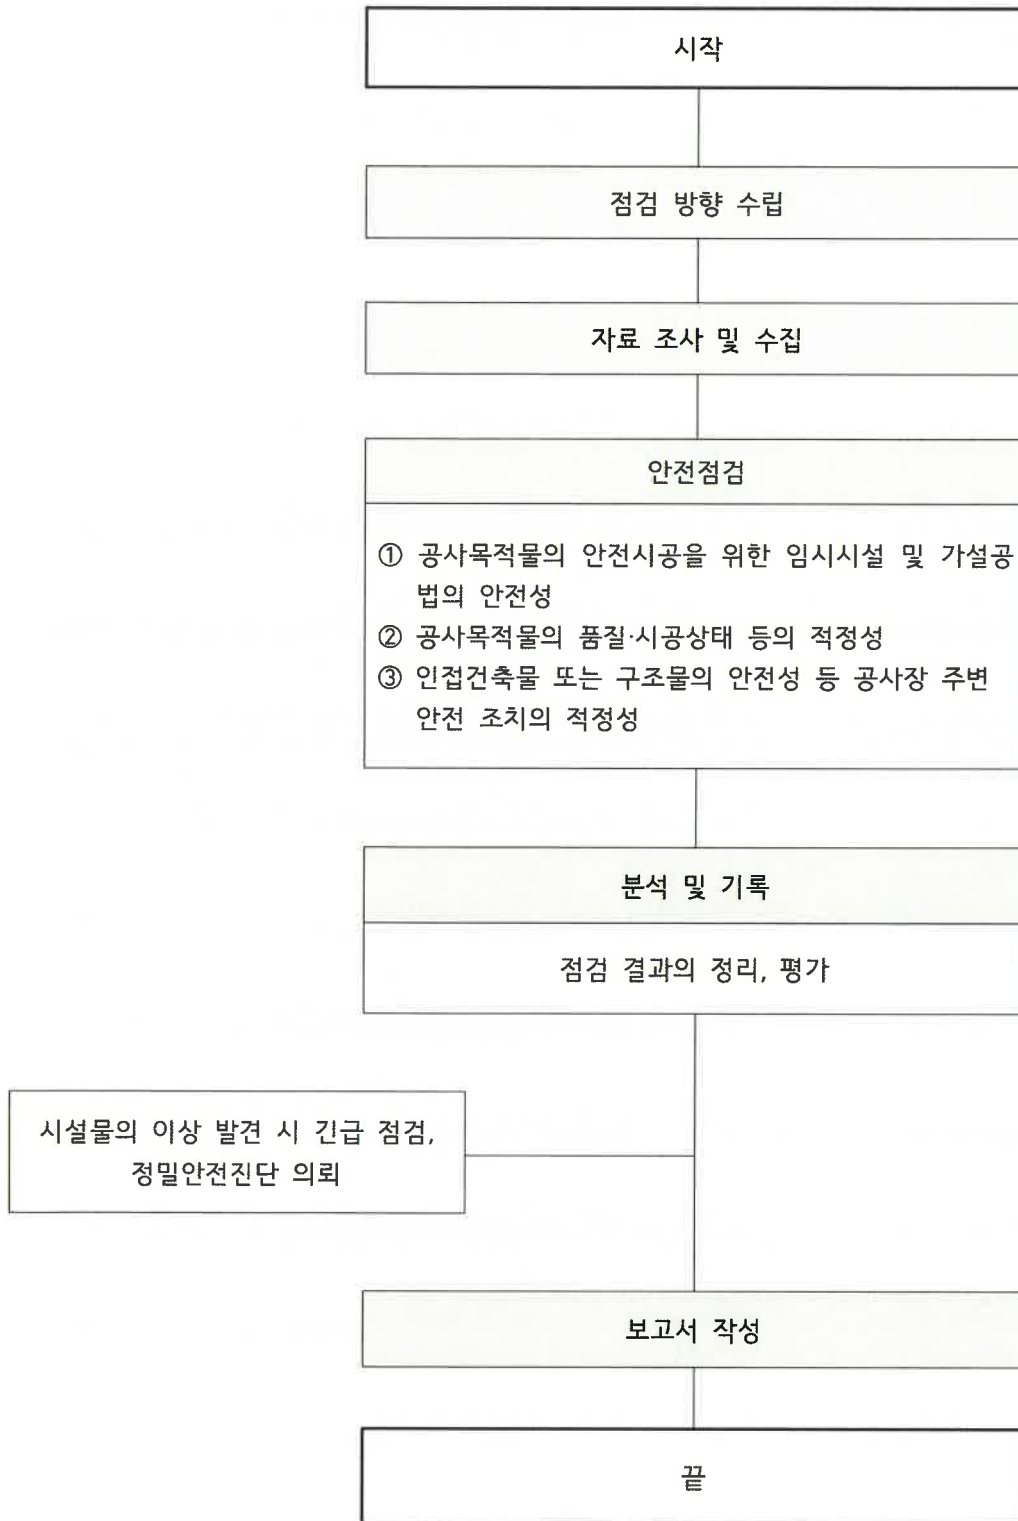 시작
점검 방향 수립
자료 조사 및 수집
안전점검
① 공사목적물의 안전시공을 위한 임시시설 및 가설공
법의 안전성
② 공사목적물의 품질·시공상태 등의 적정성
③ 인접건축물 또는 구조물의 안전성 등 공사장 주변
안전 조치의 적정성
분석 및 기록
점검 결과의 정리, 평가
시설물의 이상 발견 시 긴급 점검,
정밀안전진단 의뢰
보고서 작성
끝